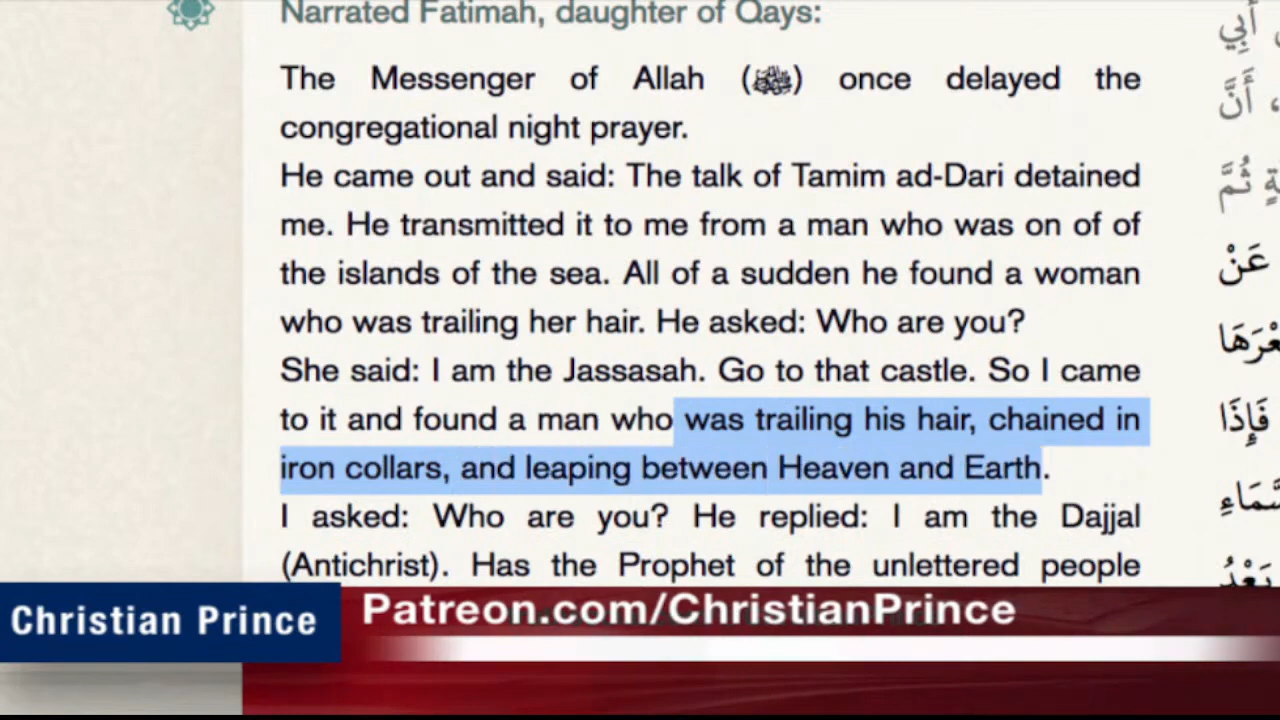 Narrated Fatimah, daughter of Qays:
The Messenger of Allah (ﷺ) once delayed the
congregational night prayer.
He came out and said: The talk of Tamim ad-Dari detained
me. He transmitted it to me from a man who was on of of
the islands of the sea. All of a sudden he found a woman
who was trailing her hair. He asked: Who are you?
She said: I am the Jassasah. Go to that castle. So I came
to it and found a man who was trailing his hair, chained in
iron collars, and leaping between Heaven and Earth.
I asked: Who are you? He replied: I am the Dajjal
(Antichrist). Has the Prophet of the unlettered people
أَبِي
، أَنَّ
ثُمَّ
عَنْ
فَإِذَا
Christian Prince
Patreon.com/ChristianPrince